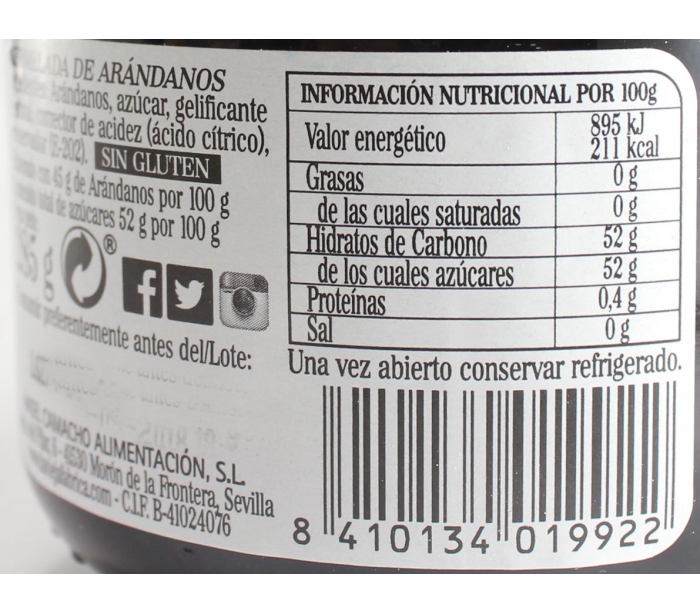 DE ARÁNDANOS
Arándanos, azúcar, gelificante
corrector de acidez (ácido cítrico),
(E-202). SIN GLUTEN
con 45 g de Arándanos por 100 g
total de azúcares 52 g por 100 g
g
®
preferentemente antes del/Lote:
CAMACHO ALIMENTACIÓN, S.L.
Morón de la Frontera, Sevilla
- C.I.F. B-41024076
INFORMACIÓN NUTRICIONAL POR 100g
Valor energético 895 kJ
211 kcal
Grasas 0 g
de las cuales saturadas 0 g
Hidratos de Carbono 52 g
de los cuales azúcares 52 g
Proteínas 0,4 g
Sal 0 g
Una vez abierto conservar refrigerado.
8 410134 019922